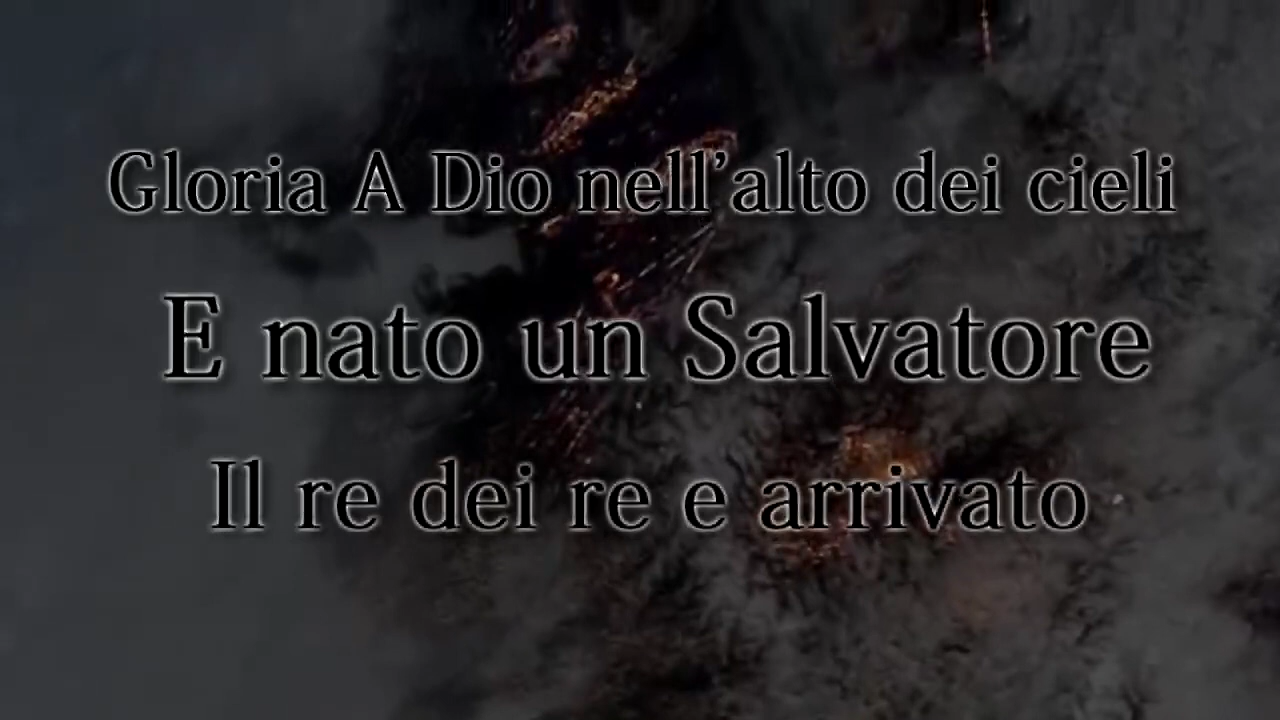 Gloria A Dio nell'alto dei cieli
E nato un Salvatore
Il re dei re e arrivato